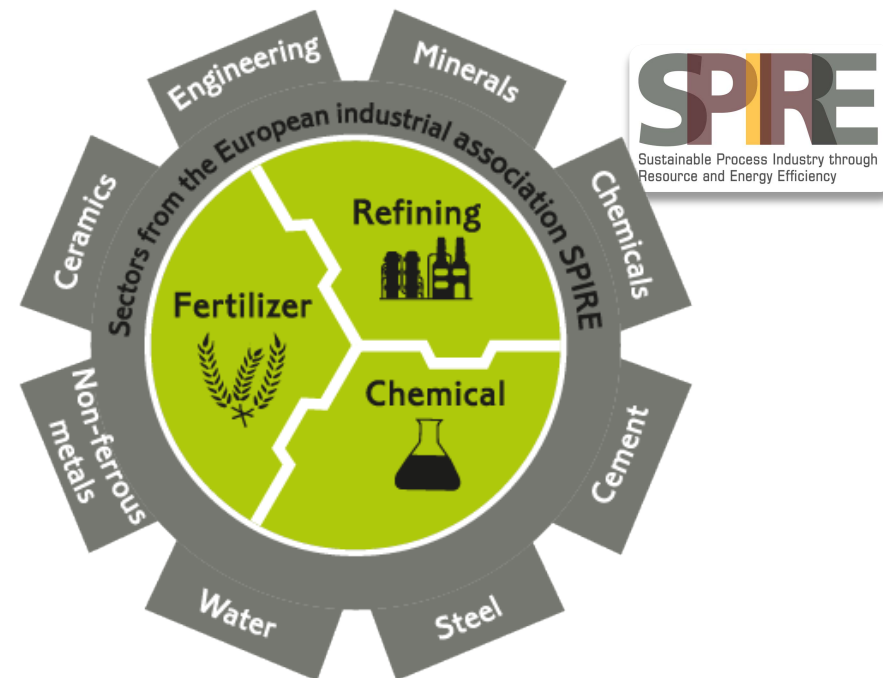 SPIRE
Sustainable Process Industry through
Resource and Energy Efficiency
Engineering
Minerals
Ceramics
Chemicals
Sectors from the European industrial association SPIRE
Refining
Fertilizer
Chemical
Non-ferrous
metals
Cement
Water
Steel